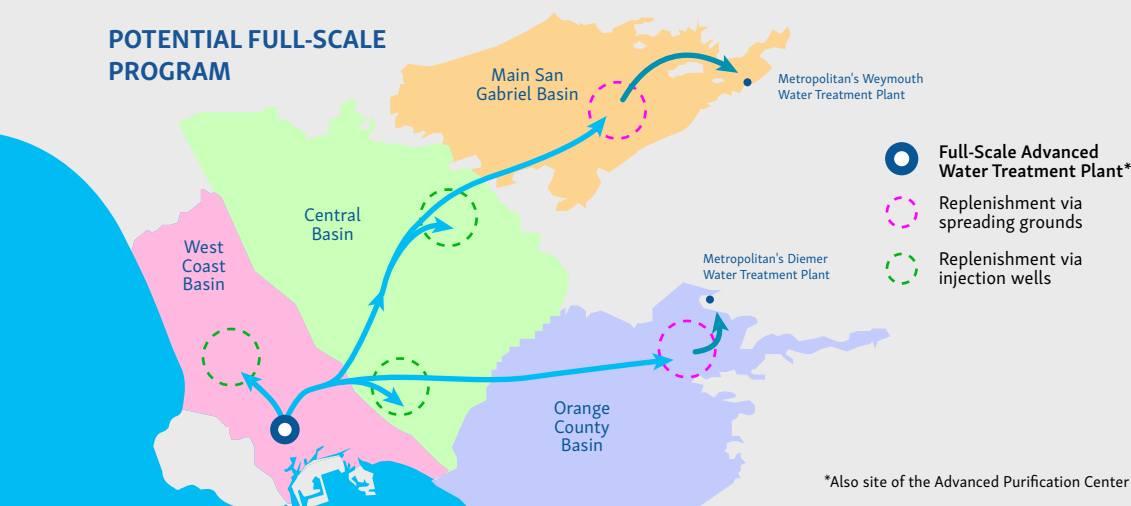 POTENTIAL FULL-SCALE
PROGRAM
Main San
Gabriel Basin
Metropolitan's Weymouth
Water Treatment Plant
Full-Scale Advanced
Water Treatment Plant*
Replenishment via
spreading grounds
Replenishment via
injection wells
Central
Basin
West
Coast
Basin
Metropolitan's Diemer
Water Treatment Plant
Orange
County
Basin
*Also site of the Advanced Purification Center